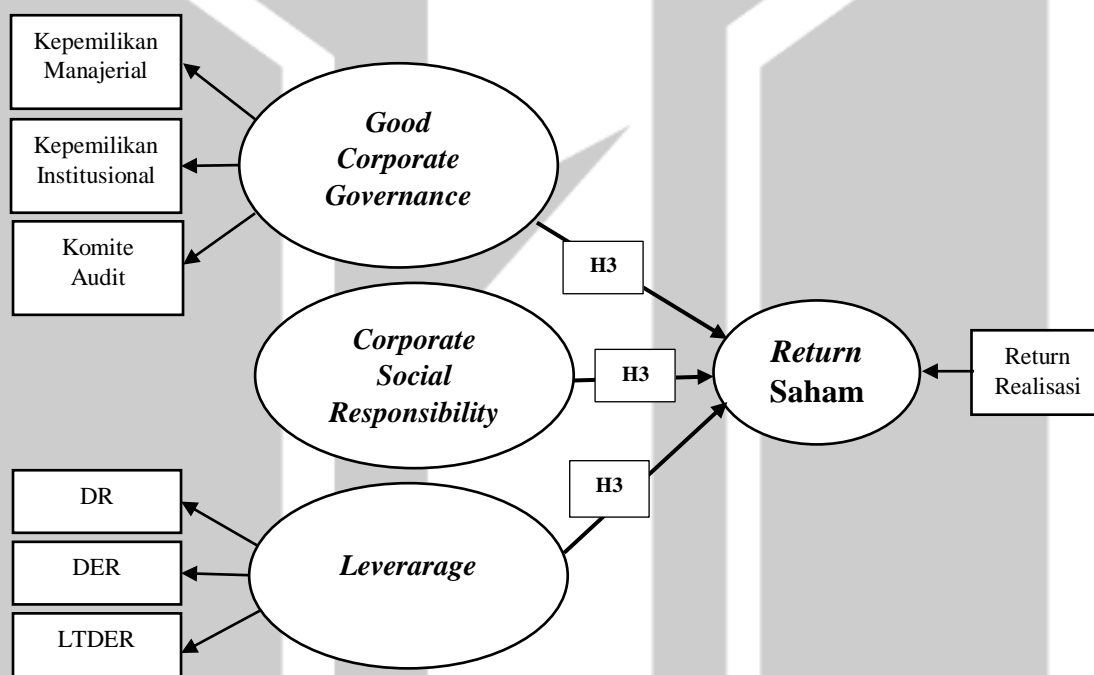 Kepemilikan
Manajerial
Kepemilikan
Institusional
Komite
Audit
Good
Corporate
Governance
H3
Corporate
Social
Responsibility
H3
Return
Saham
Return
Realisasi
H3
DR
DER
LTDER
Leverarage